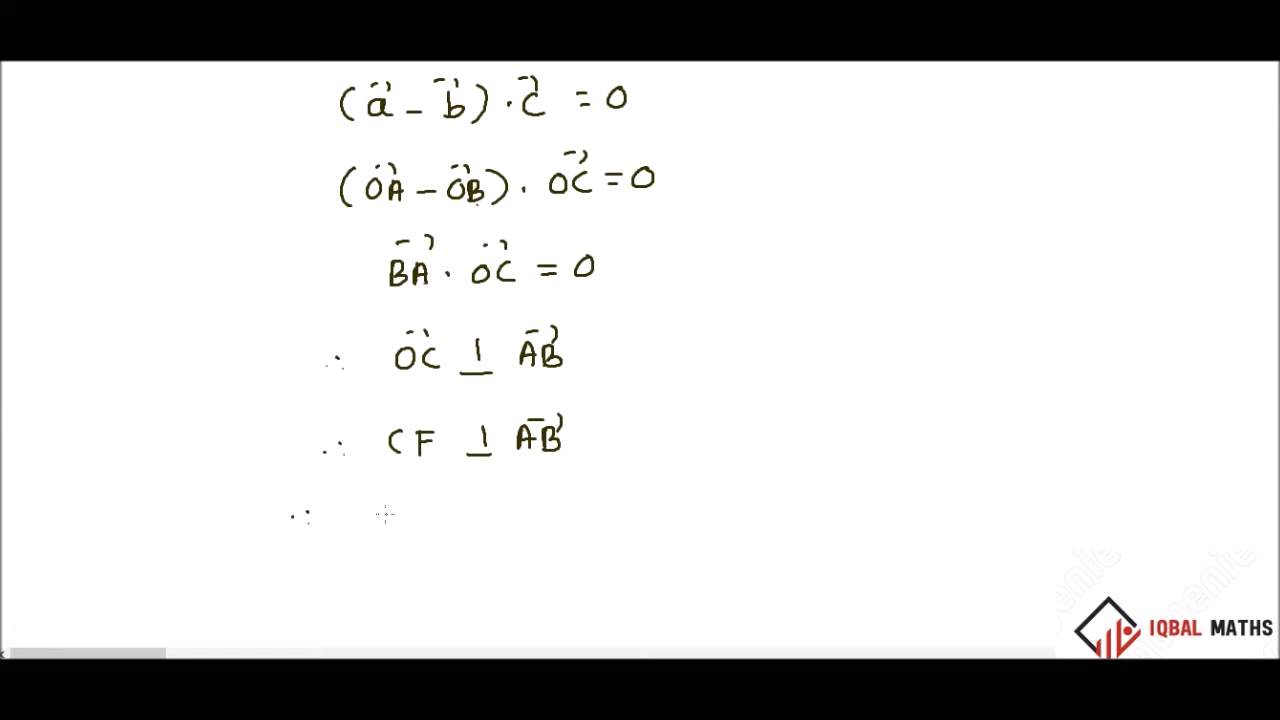 (a⃗ - b⃗) · c⃗ = 0
(OA⃗ - OB⃗) · OC⃗ = 0
BA⃗ · OC⃗ = 0
∴ OC⃗ ⊥ AB⃗
∴ CF ⊥ AB⃗
∴
IQBAL MATHS